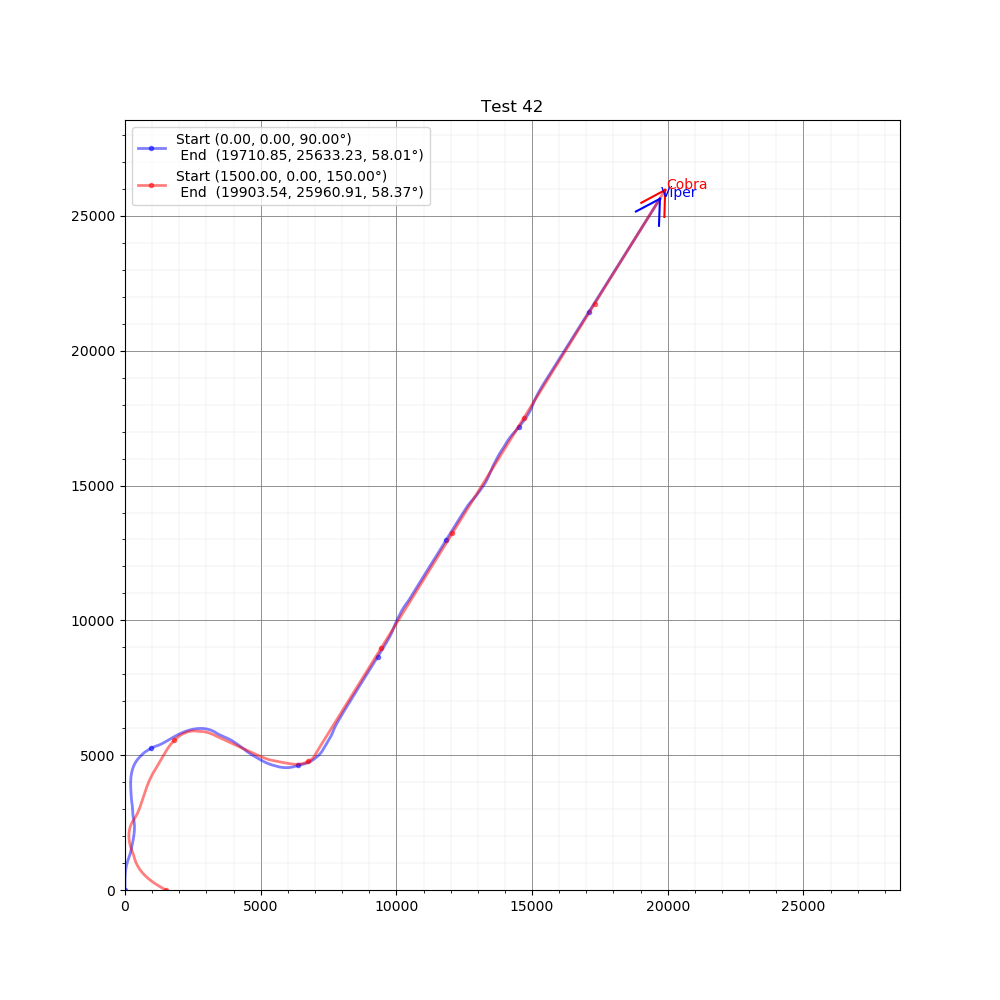 Test 42
Start (0.00, 0.00, 90.00°)
End (19710.85, 25633.23, 58.01°)
Start (1500.00, 0.00, 150.00°)
End (19903.54, 25960.91, 58.37°)
Cobra
Viper
25000
20000
15000
10000
5000
0
0 5000 10000 15000 20000 25000